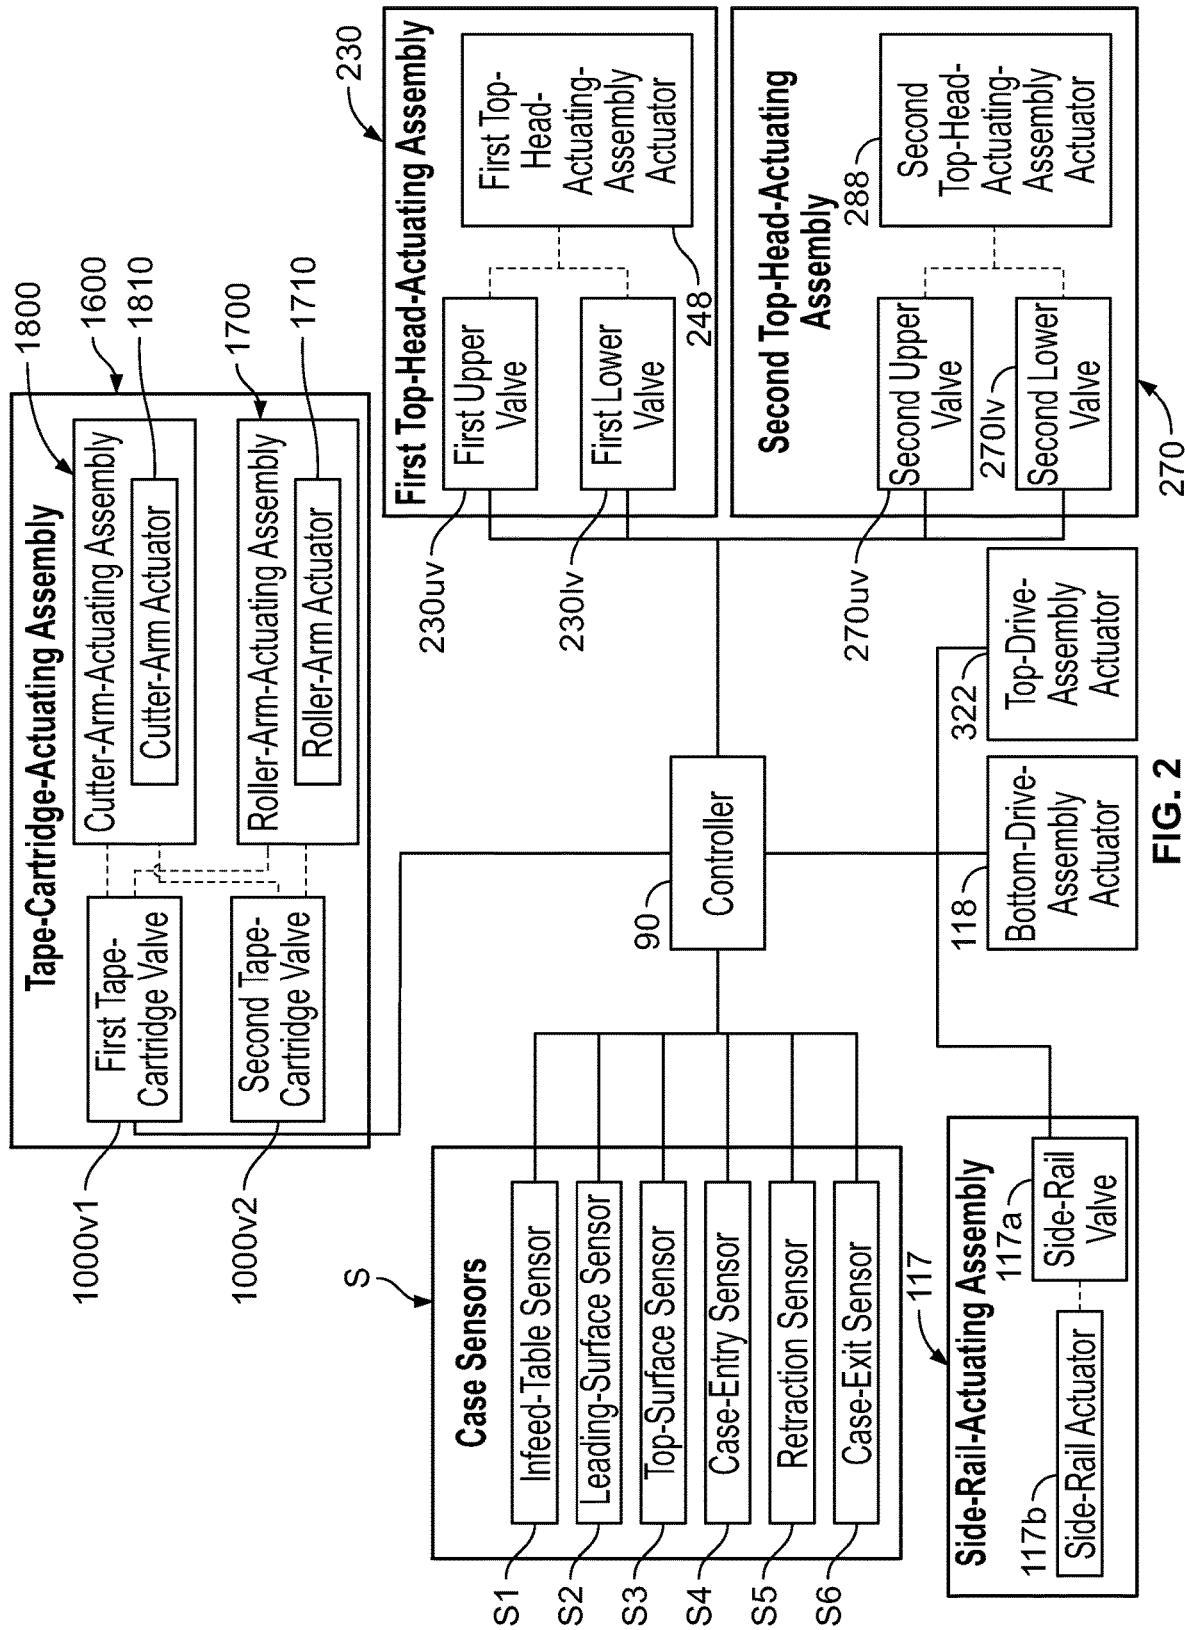 Tape-Cartridge-Actuating Assembly
1000v1
First Tape-
Cartridge Valve
1000v2
Second Tape-
Cartridge Valve
1800
1600
Cutter-Arm-Actuating Assembly
1810
Cutter-Arm Actuator
1700
Roller-Arm-Actuating Assembly
1710
Roller-Arm Actuator
230
First Top-Head-Actuating Assembly
230uv
First Upper
Valve
230lv
First Lower
Valve
First Top-
Head-
Actuating-
Assembly
Actuator
248
Second Top-Head-Actuating
Assembly
270uv
Second Upper
Valve
270lv
Second Lower
Valve
288
Second
Top-Head-
Actuating-
Assembly
Actuator
270
S
Case Sensors
S1
Infeed-Table Sensor
S2
Leading-Surface Sensor
S3
Top-Surface Sensor
S4
Case-Entry Sensor
S5
Retraction Sensor
S6
Case-Exit Sensor
90
Controller
117
Side-Rail-Actuating Assembly
117b
Side-Rail Actuator
117a
Side-Rail
Valve
118
Bottom-Drive-
Assembly
Actuator
322
Top-Drive-
Assembly
Actuator
FIG. 2